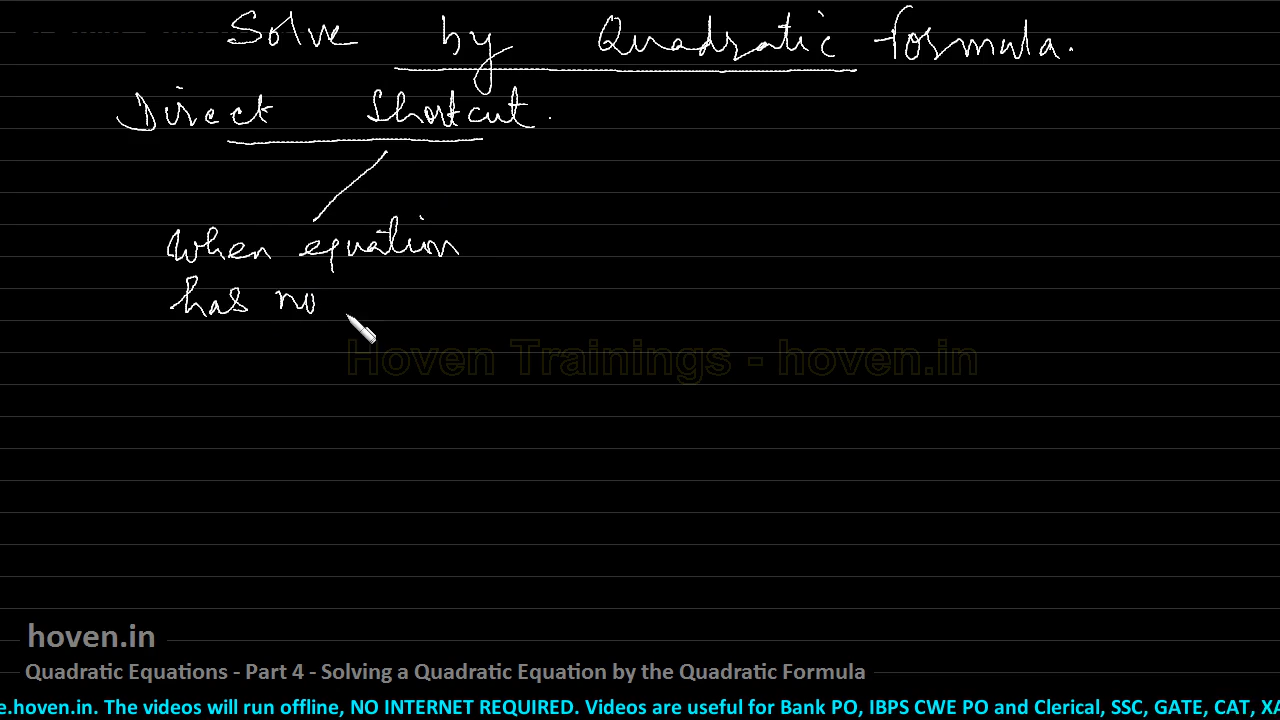 Solve by Quadratic formula.
Direct Shortcut.
When equation
has no
Hoven Trainings - hoven.in
hoven.in
Quadratic Equations - Part 4 - Solving a Quadratic Equation by the Quadratic Formula
e.hoven.in. The videos will run offline, NO INTERNET REQUIRED. Videos are useful for Bank PO, IBPS CWE PO and Clerical, SSC, GATE, CAT, XA